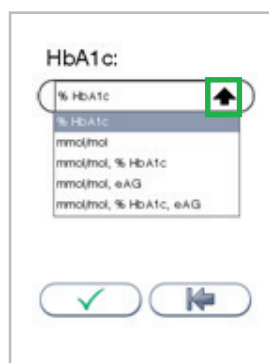 HbA1c:
% HbA1c
% HbA1c
mmol/mol
mmol/mol, % HbA1c
mmol/mol, eAG
mmol/mol, % HbA1c, eAG